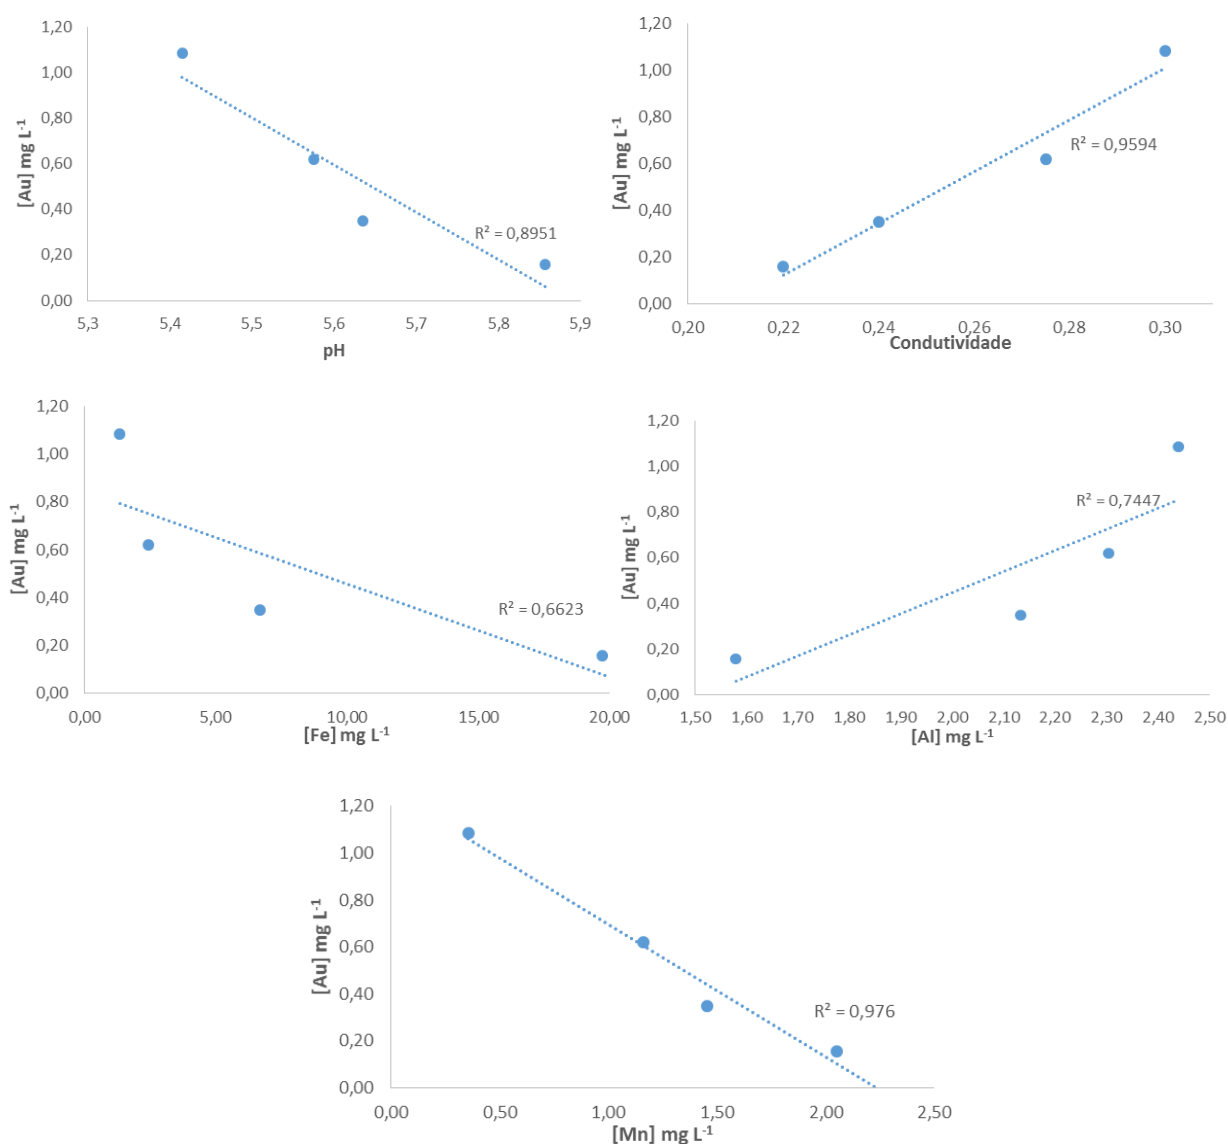 1,20
1,00
0,80
0,60
0,40
0,20
0,00
[Au] mg L⁻¹
R² = 0,8951
5,3 5,4 5,5 5,6 5,7 5,8 5,9
pH
1,20
1,00
0,80
0,60
0,40
0,20
0,00
[Au] mg L⁻¹
R² = 0,9594
0,20 0,22 0,24 0,26 0,28 0,30
Condutividade
1,20
1,00
0,80
0,60
0,40
0,20
0,00
[Au] mg L⁻¹
R² = 0,6623
0,00 5,00 10,00 15,00 20,00
[Fe] mg L⁻¹
1,20
1,00
0,80
0,60
0,40
0,20
0,00
[Au] mg L⁻¹
R² = 0,7447
1,50 1,60 1,70 1,80 1,90 2,00 2,10 2,20 2,30 2,40 2,50
[Al] mg L⁻¹
1,20
1,00
0,80
0,60
0,40
0,20
0,00
[Au] mg L⁻¹
R² = 0,976
0,00 0,50 1,00 1,50 2,00 2,50
[Mn] mg L⁻¹